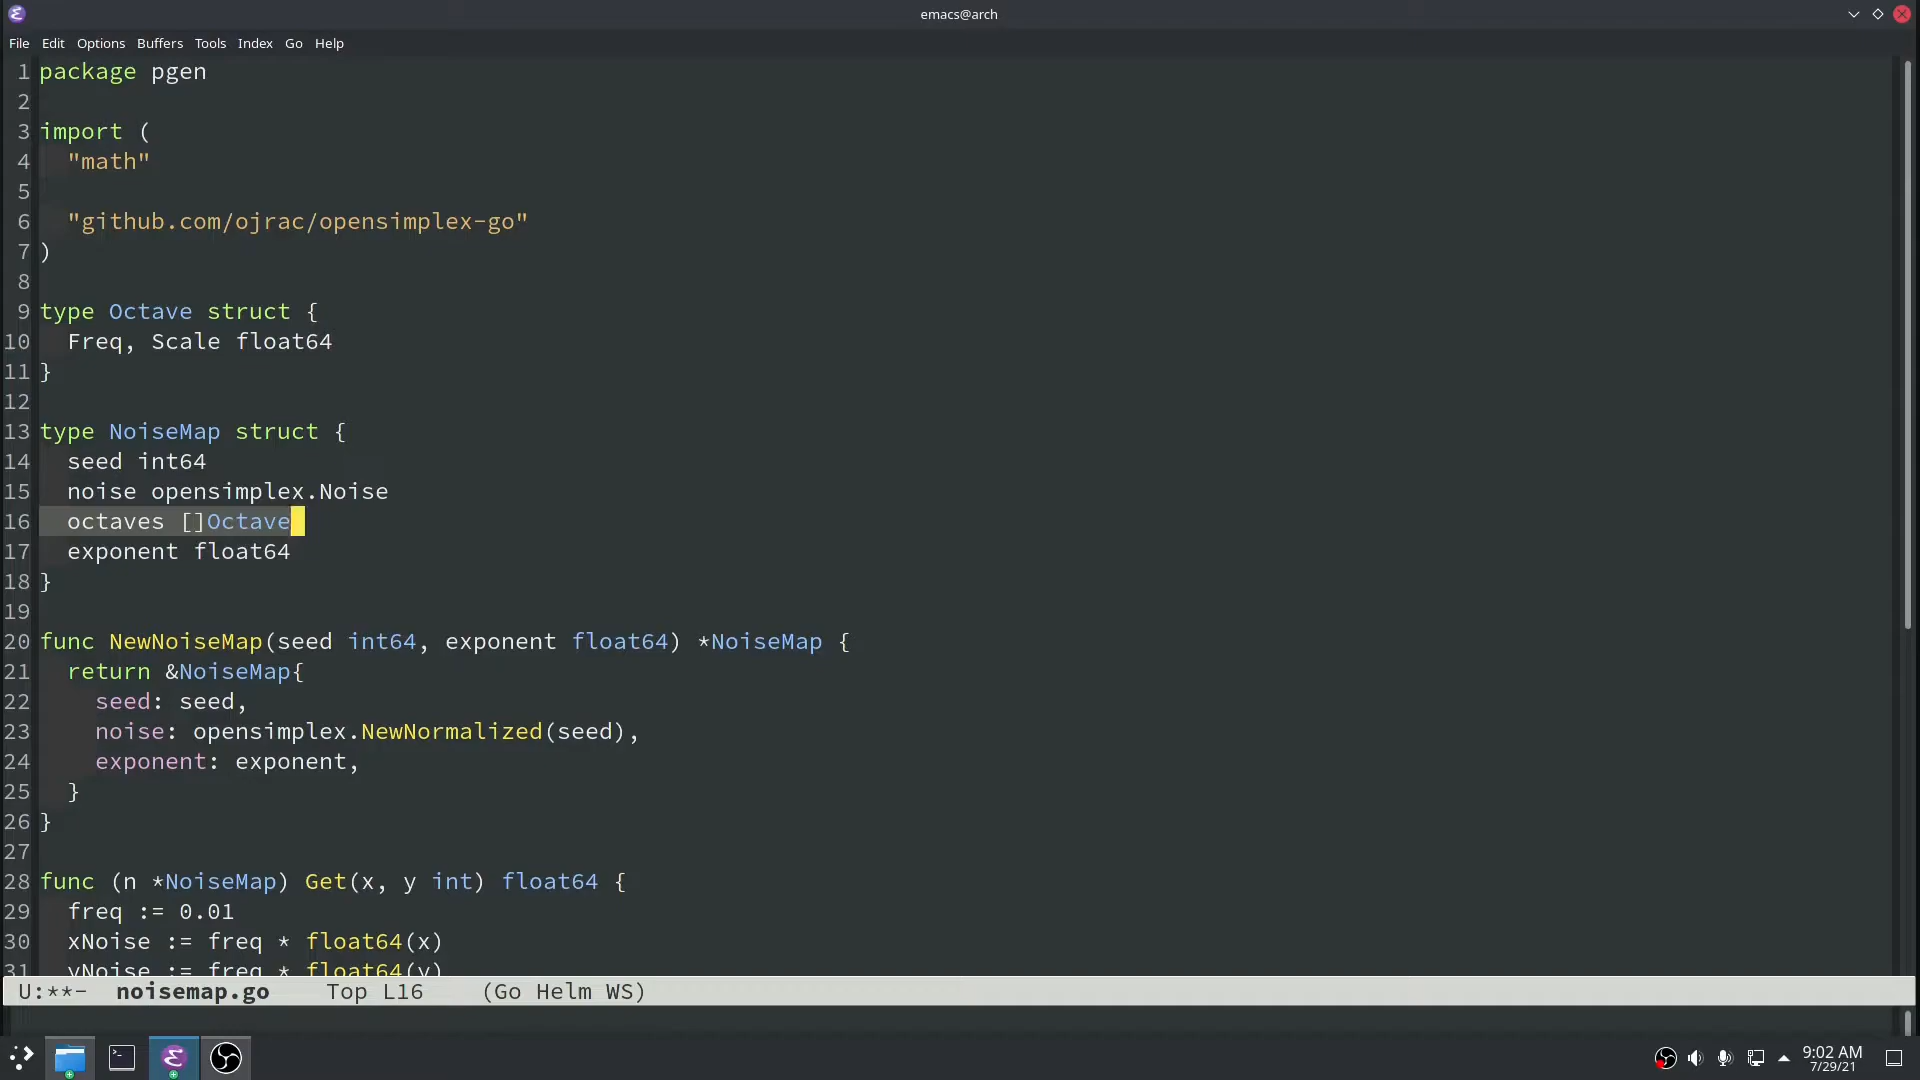 emacs@arch
File Edit Options Buffers Tools Index Go Help
1 package pgen
2
3 import (
4   "math"
5
6   "github.com/ojrac/opensimplex-go"
7 )
8
9 type Octave struct {
10   Freq, Scale float64
11 }
12
13 type NoiseMap struct {
14   seed int64
15   noise opensimplex.Noise
16   octaves []Octave
17   exponent float64
18 }
19
20 func NewNoiseMap(seed int64, exponent float64) *NoiseMap {
21   return &NoiseMap{
22     seed: seed,
23     noise: opensimplex.NewNormalized(seed),
24     exponent: exponent,
25   }
26 }
27
28 func (n *NoiseMap) Get(x, y int) float64 {
29   freq := 0.01
30   xNoise := freq * float64(x)
31   yNoise := freq * float64(y)
U:**-  noisemap.go    Top L16    (Go Helm WS)
9:02 AM
7/29/21